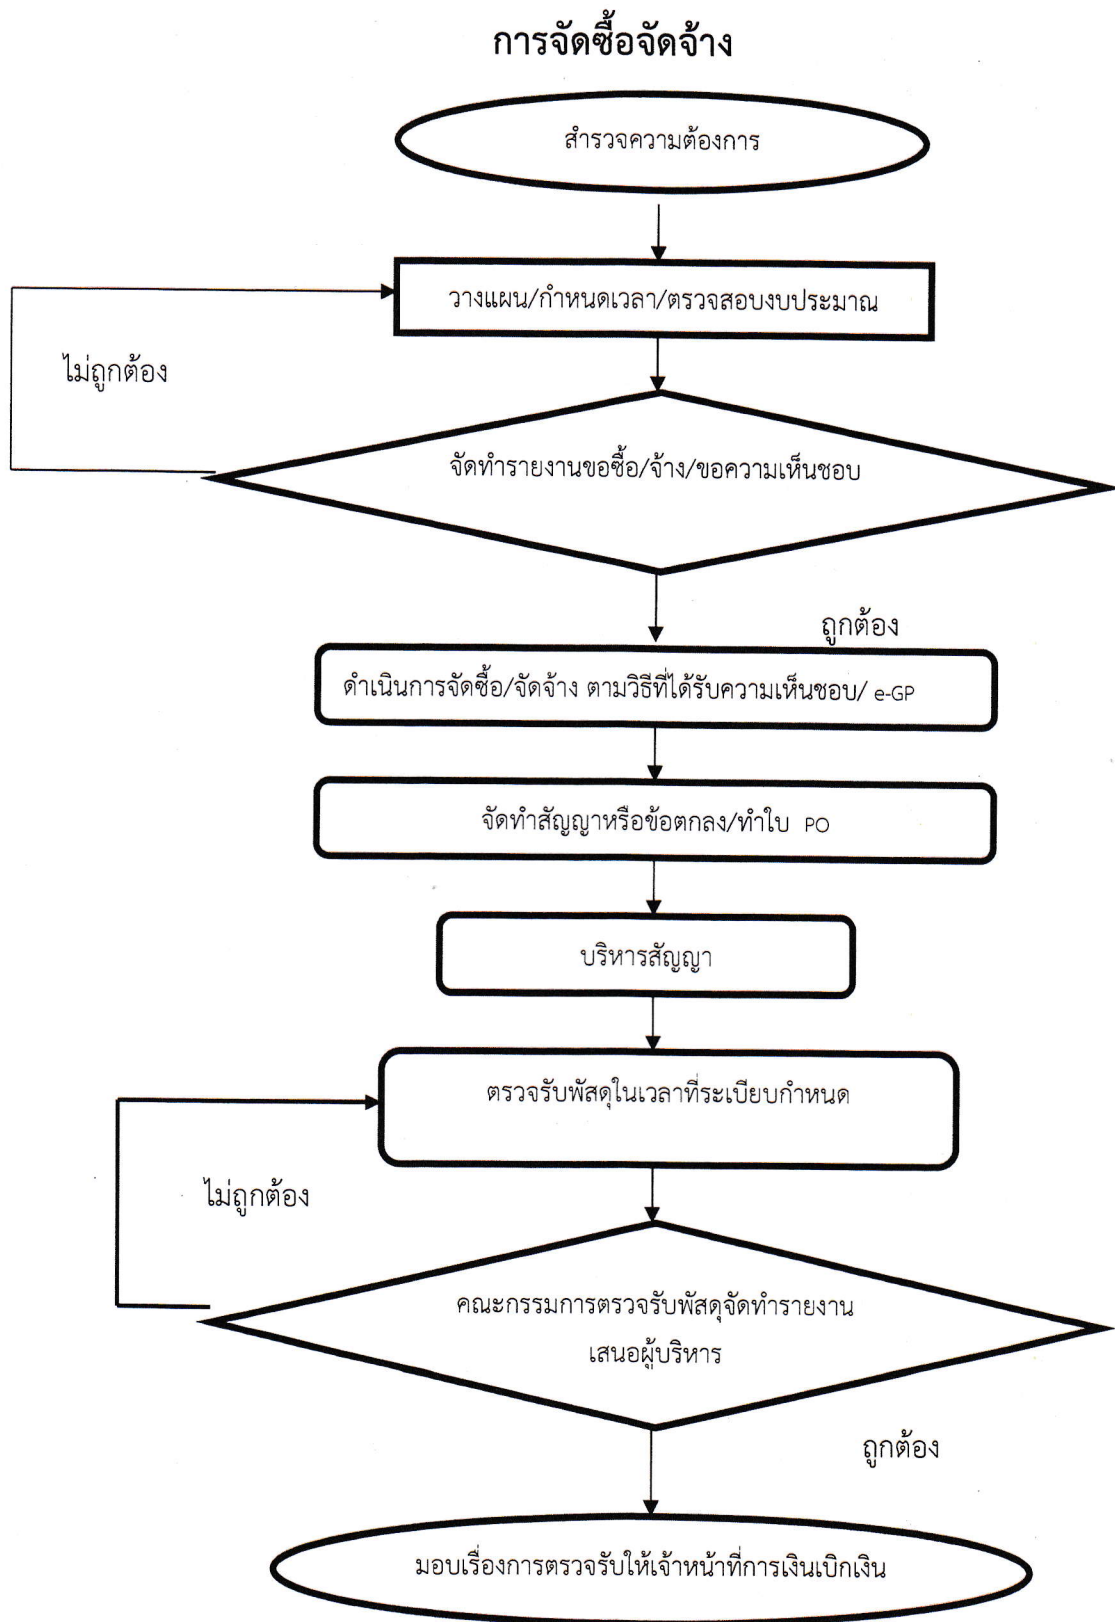 การจัดซื้อจัดจ้าง
สำรวจความต้องการ
วางแผน/กำหนดเวลา/ตรวจสอบงบประมาณ
ไม่ถูกต้อง
จัดทำรายงานขอซื้อ/จ้าง/ขอความเห็นชอบ
ถูกต้อง
ดำเนินการจัดซื้อ/จัดจ้าง ตามวิธีที่ได้รับความเห็นชอบ/ e-GP
จัดทำสัญญาหรือข้อตกลง/ทำใบ PO
บริหารสัญญา
ตรวจรับพัสดุในเวลาที่ระเบียบกำหนด
ไม่ถูกต้อง
คณะกรรมการตรวจรับพัสดุจัดทำรายงาน
เสนอผู้บริหาร
ถูกต้อง
มอบเรื่องการตรวจรับให้เจ้าหน้าที่การเงินเบิกเงิน